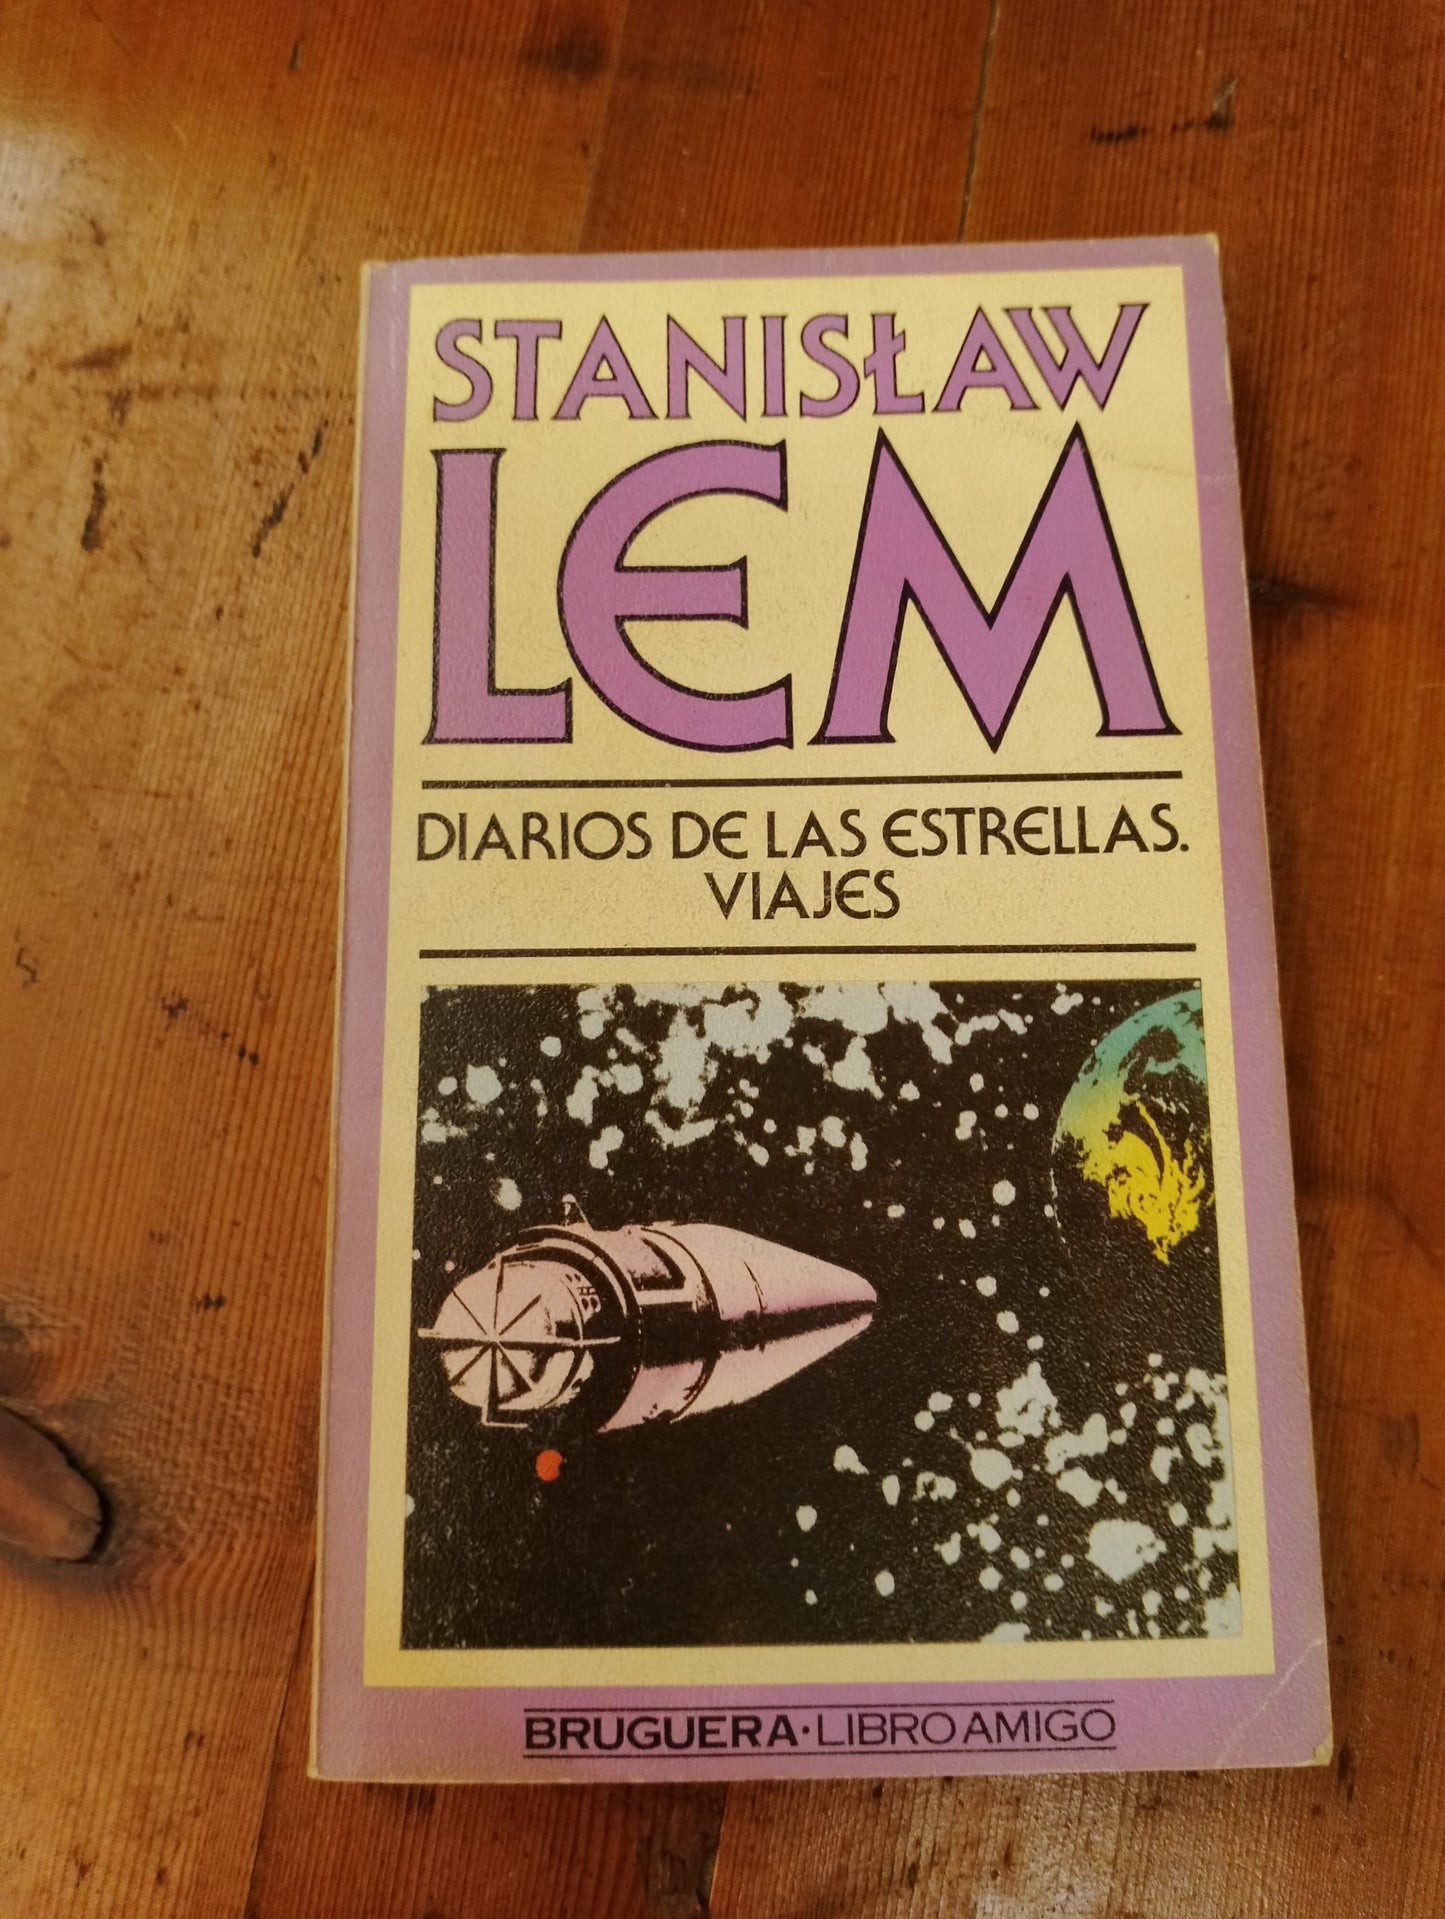 STANISŁAW
LEM
DIARIOS DE LAS ESTRELLAS.
VIAJES
BRUGUERA·LIBRO AMIGO